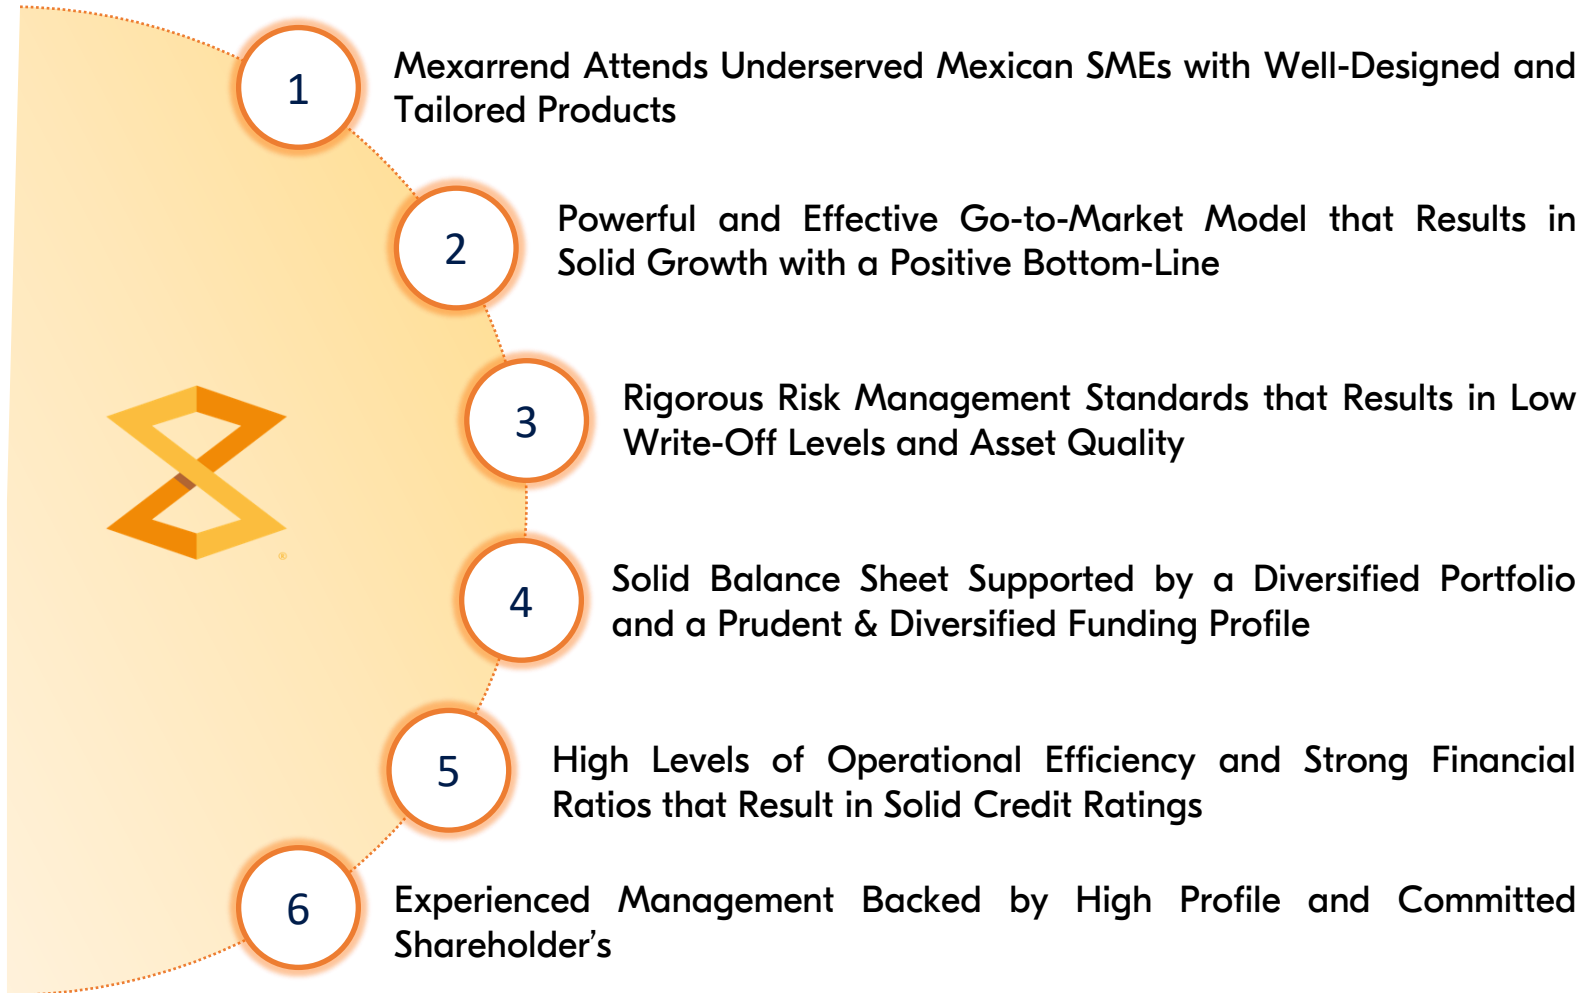 1
Mexarrend Attends Underserved Mexican SMEs with Well-Designed and
Tailored Products
2
Powerful and Effective Go-to-Market Model that Results in
Solid Growth with a Positive Bottom-Line
3
Rigorous Risk Management Standards that Results in Low
Write-Off Levels and Asset Quality
4
Solid Balance Sheet Supported by a Diversified Portfolio
and a Prudent & Diversified Funding Profile
5
High Levels of Operational Efficiency and Strong Financial
Ratios that Result in Solid Credit Ratings
6
Experienced Management Backed by High Profile and Committed
Shareholder’s
®